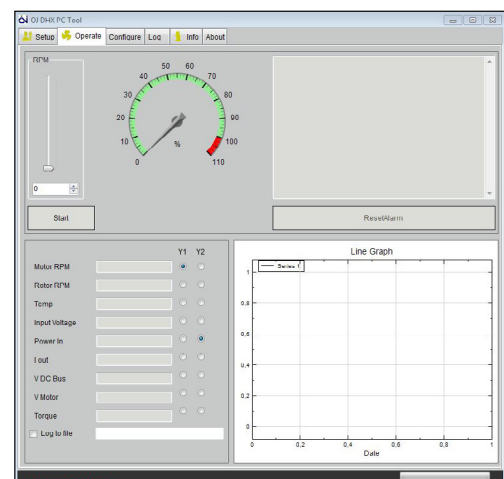 OJ DHX PC Tool
Setup Operate Configure Log Info About
RPM
0
0 10 20 30 40 50 60 70 80 90 100 110
%
Start
ResetAlarm
Y1 Y2
Motor RPM
Rotor RPM
Temp
Input Voltage
Power In
I out
V DC Bus
V Motor
Torque
Log to file
Line Graph
Series 1
1
0,8
0,6
0,4
0,2
0
0 0,2 0,4 0,6 0,8 1
Date